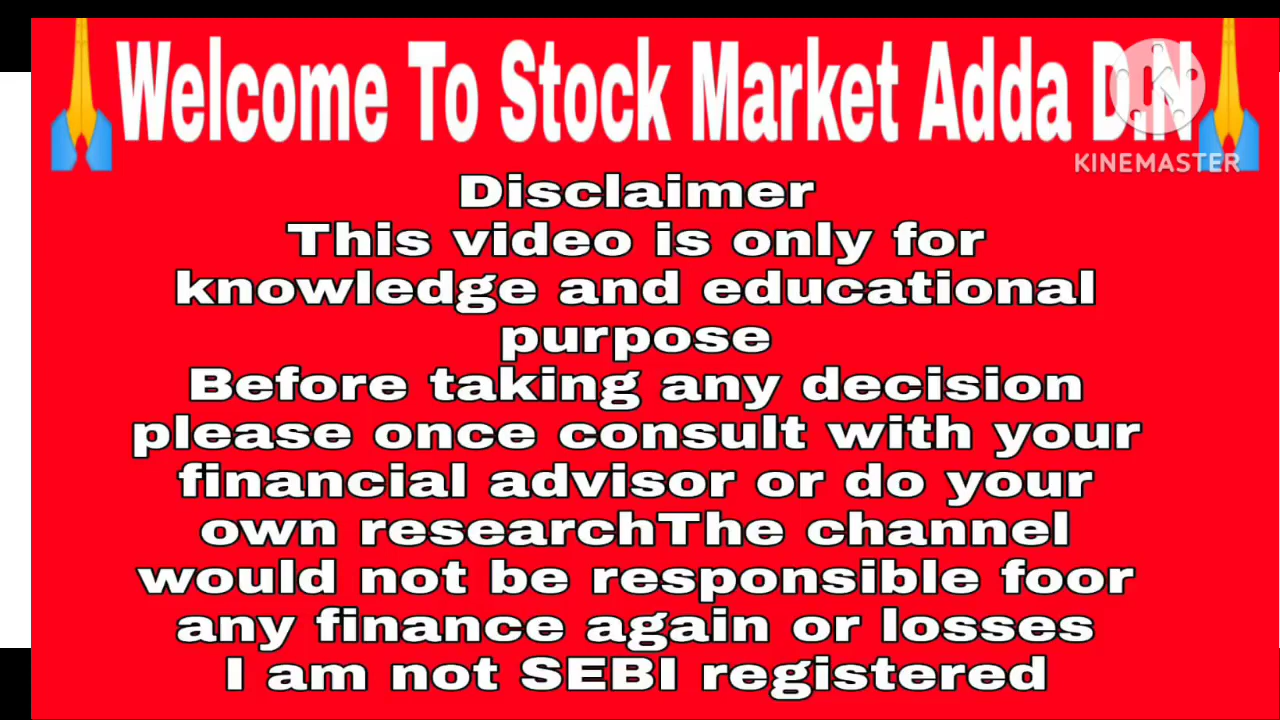 🙏Welcome To Stock Market Adda DIN🙏
KINEMASTER
Disclaimer
This video is only for
knowledge and educational
purpose
Before taking any decision
please once consult with your
financial advisor or do your
own researchThe channel
would not be responsible foor
any finance again or losses
I am not SEBI registered